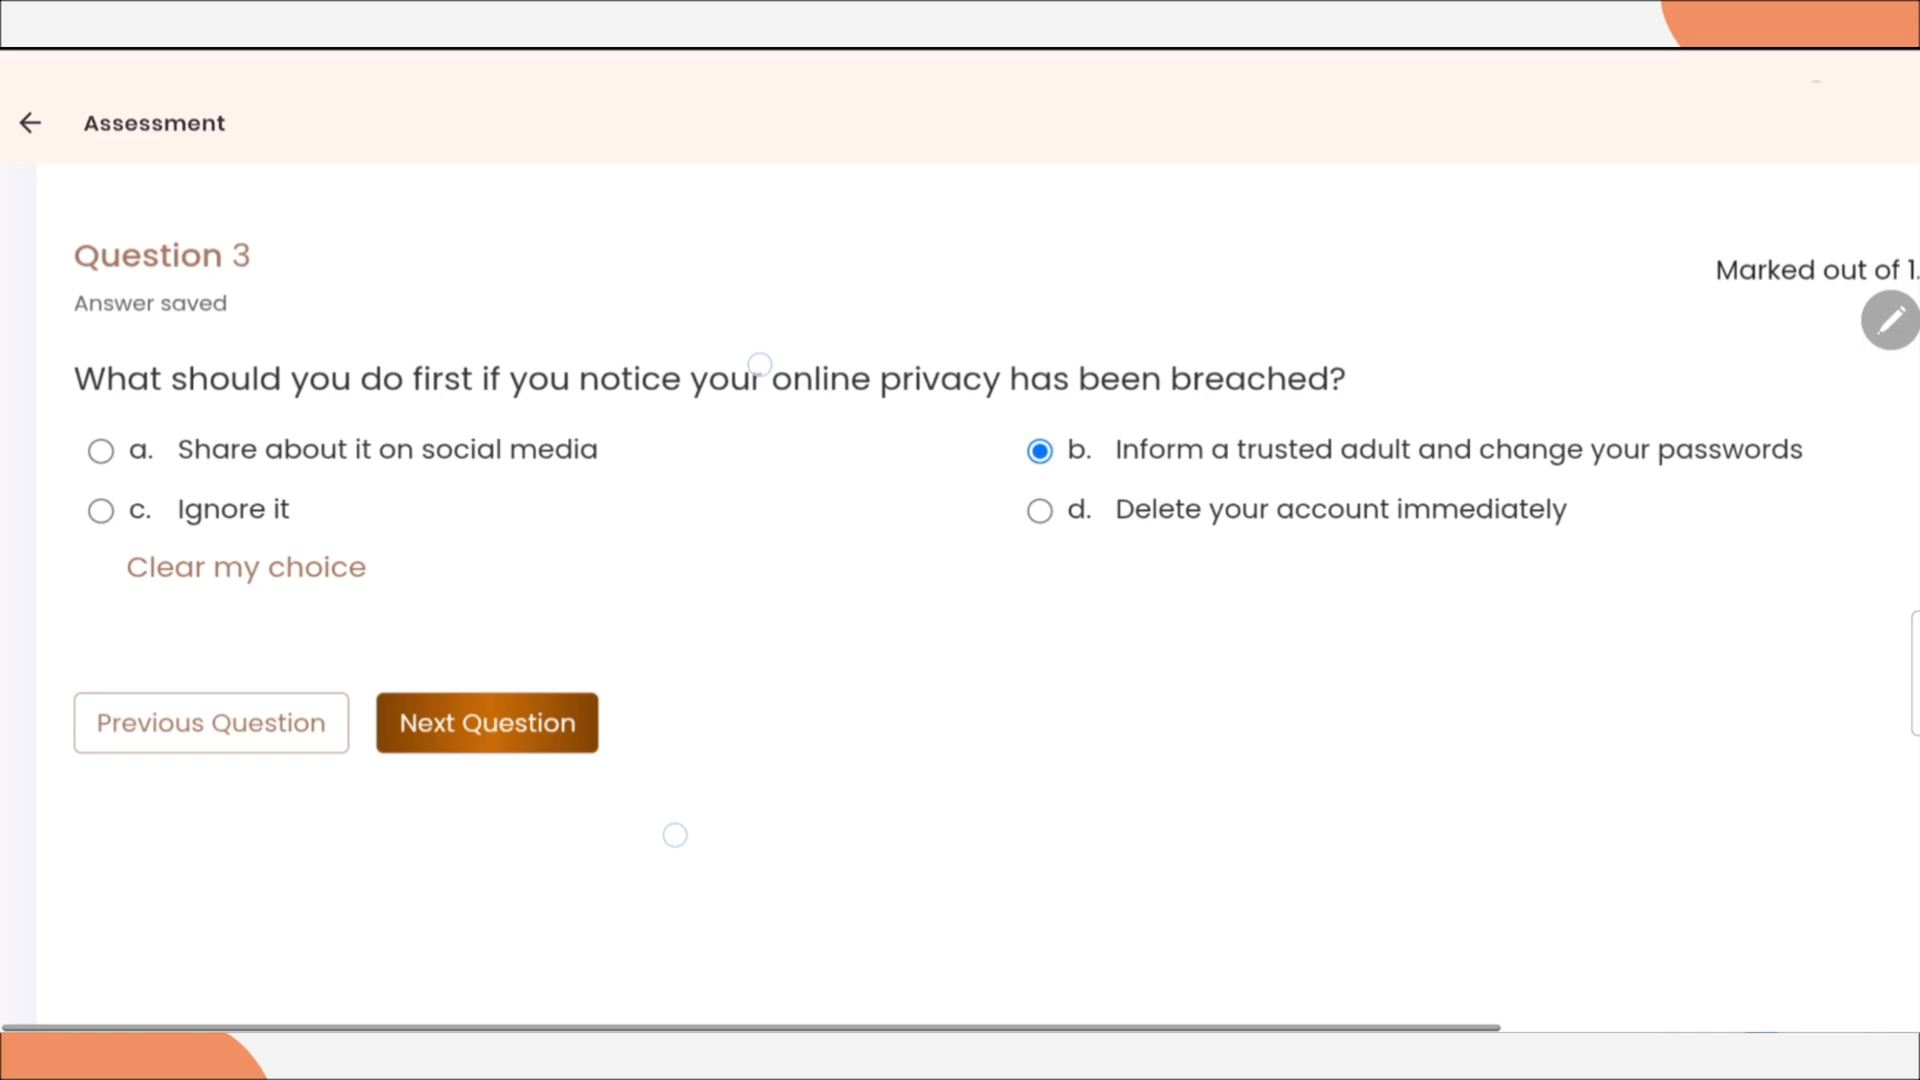 Assessment
Question 3
Marked out of 1.
Answer saved
What should you do first if you notice your online privacy has been breached?
a. Share about it on social media
b. Inform a trusted adult and change your passwords
c. Ignore it
d. Delete your account immediately
Clear my choice
Previous Question
Next Question